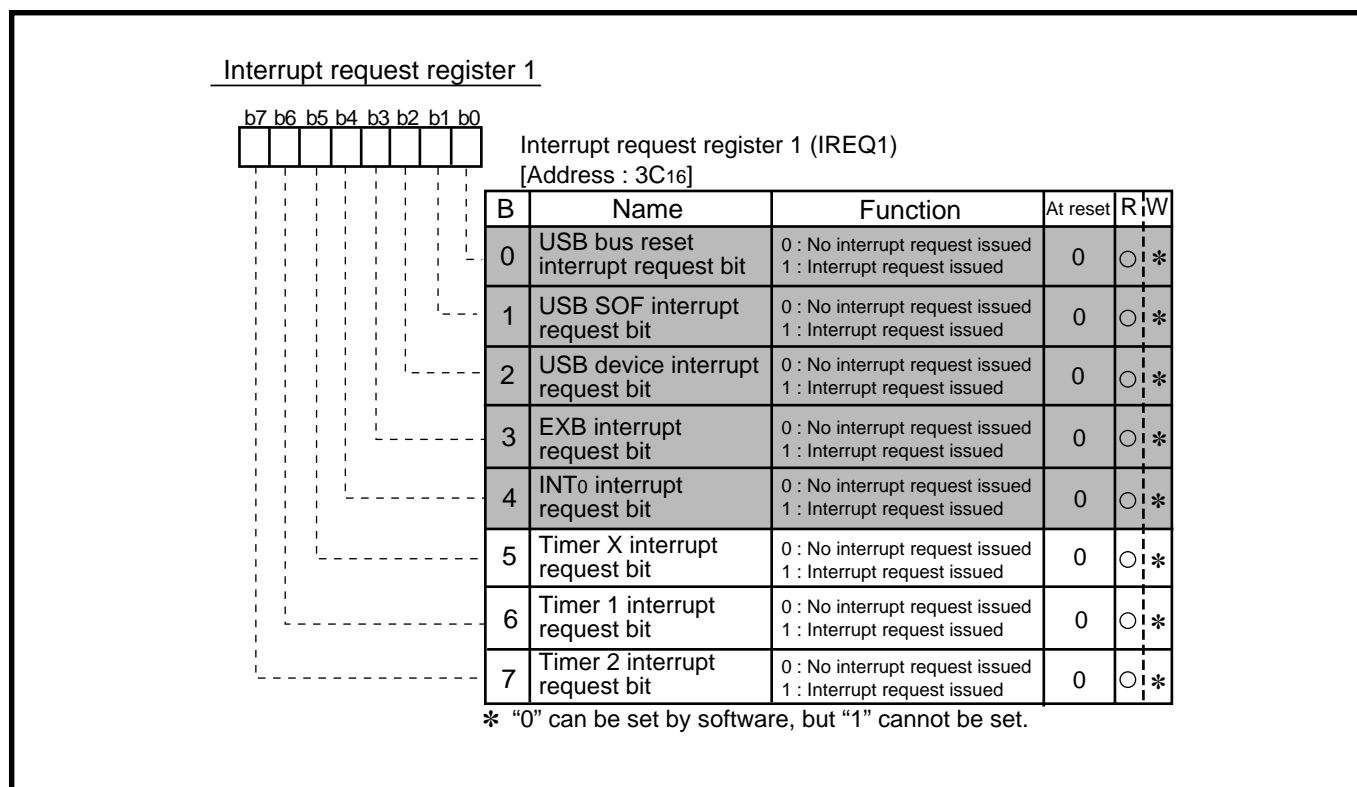 Interrupt request register 1
b7 b6 b5 b4 b3 b2 b1 b0
Interrupt request register 1 (IREQ1)
[Address : 3C16]
B Name Function At reset R W
0 USB bus reset interrupt request bit 0 : No interrupt request issued 1 : Interrupt request issued 0 ○ ✻
1 USB SOF interrupt request bit 0 : No interrupt request issued 1 : Interrupt request issued 0 ○ ✻
2 USB device interrupt request bit 0 : No interrupt request issued 1 : Interrupt request issued 0 ○ ✻
3 EXB interrupt request bit 0 : No interrupt request issued 1 : Interrupt request issued 0 ○ ✻
4 INT0 interrupt request bit 0 : No interrupt request issued 1 : Interrupt request issued 0 ○ ✻
5 Timer X interrupt request bit 0 : No interrupt request issued 1 : Interrupt request issued 0 ○ ✻
6 Timer 1 interrupt request bit 0 : No interrupt request issued 1 : Interrupt request issued 0 ○ ✻
7 Timer 2 interrupt request bit 0 : No interrupt request issued 1 : Interrupt request issued 0 ○ ✻
✻ “0” can be set by software, but “1” cannot be set.